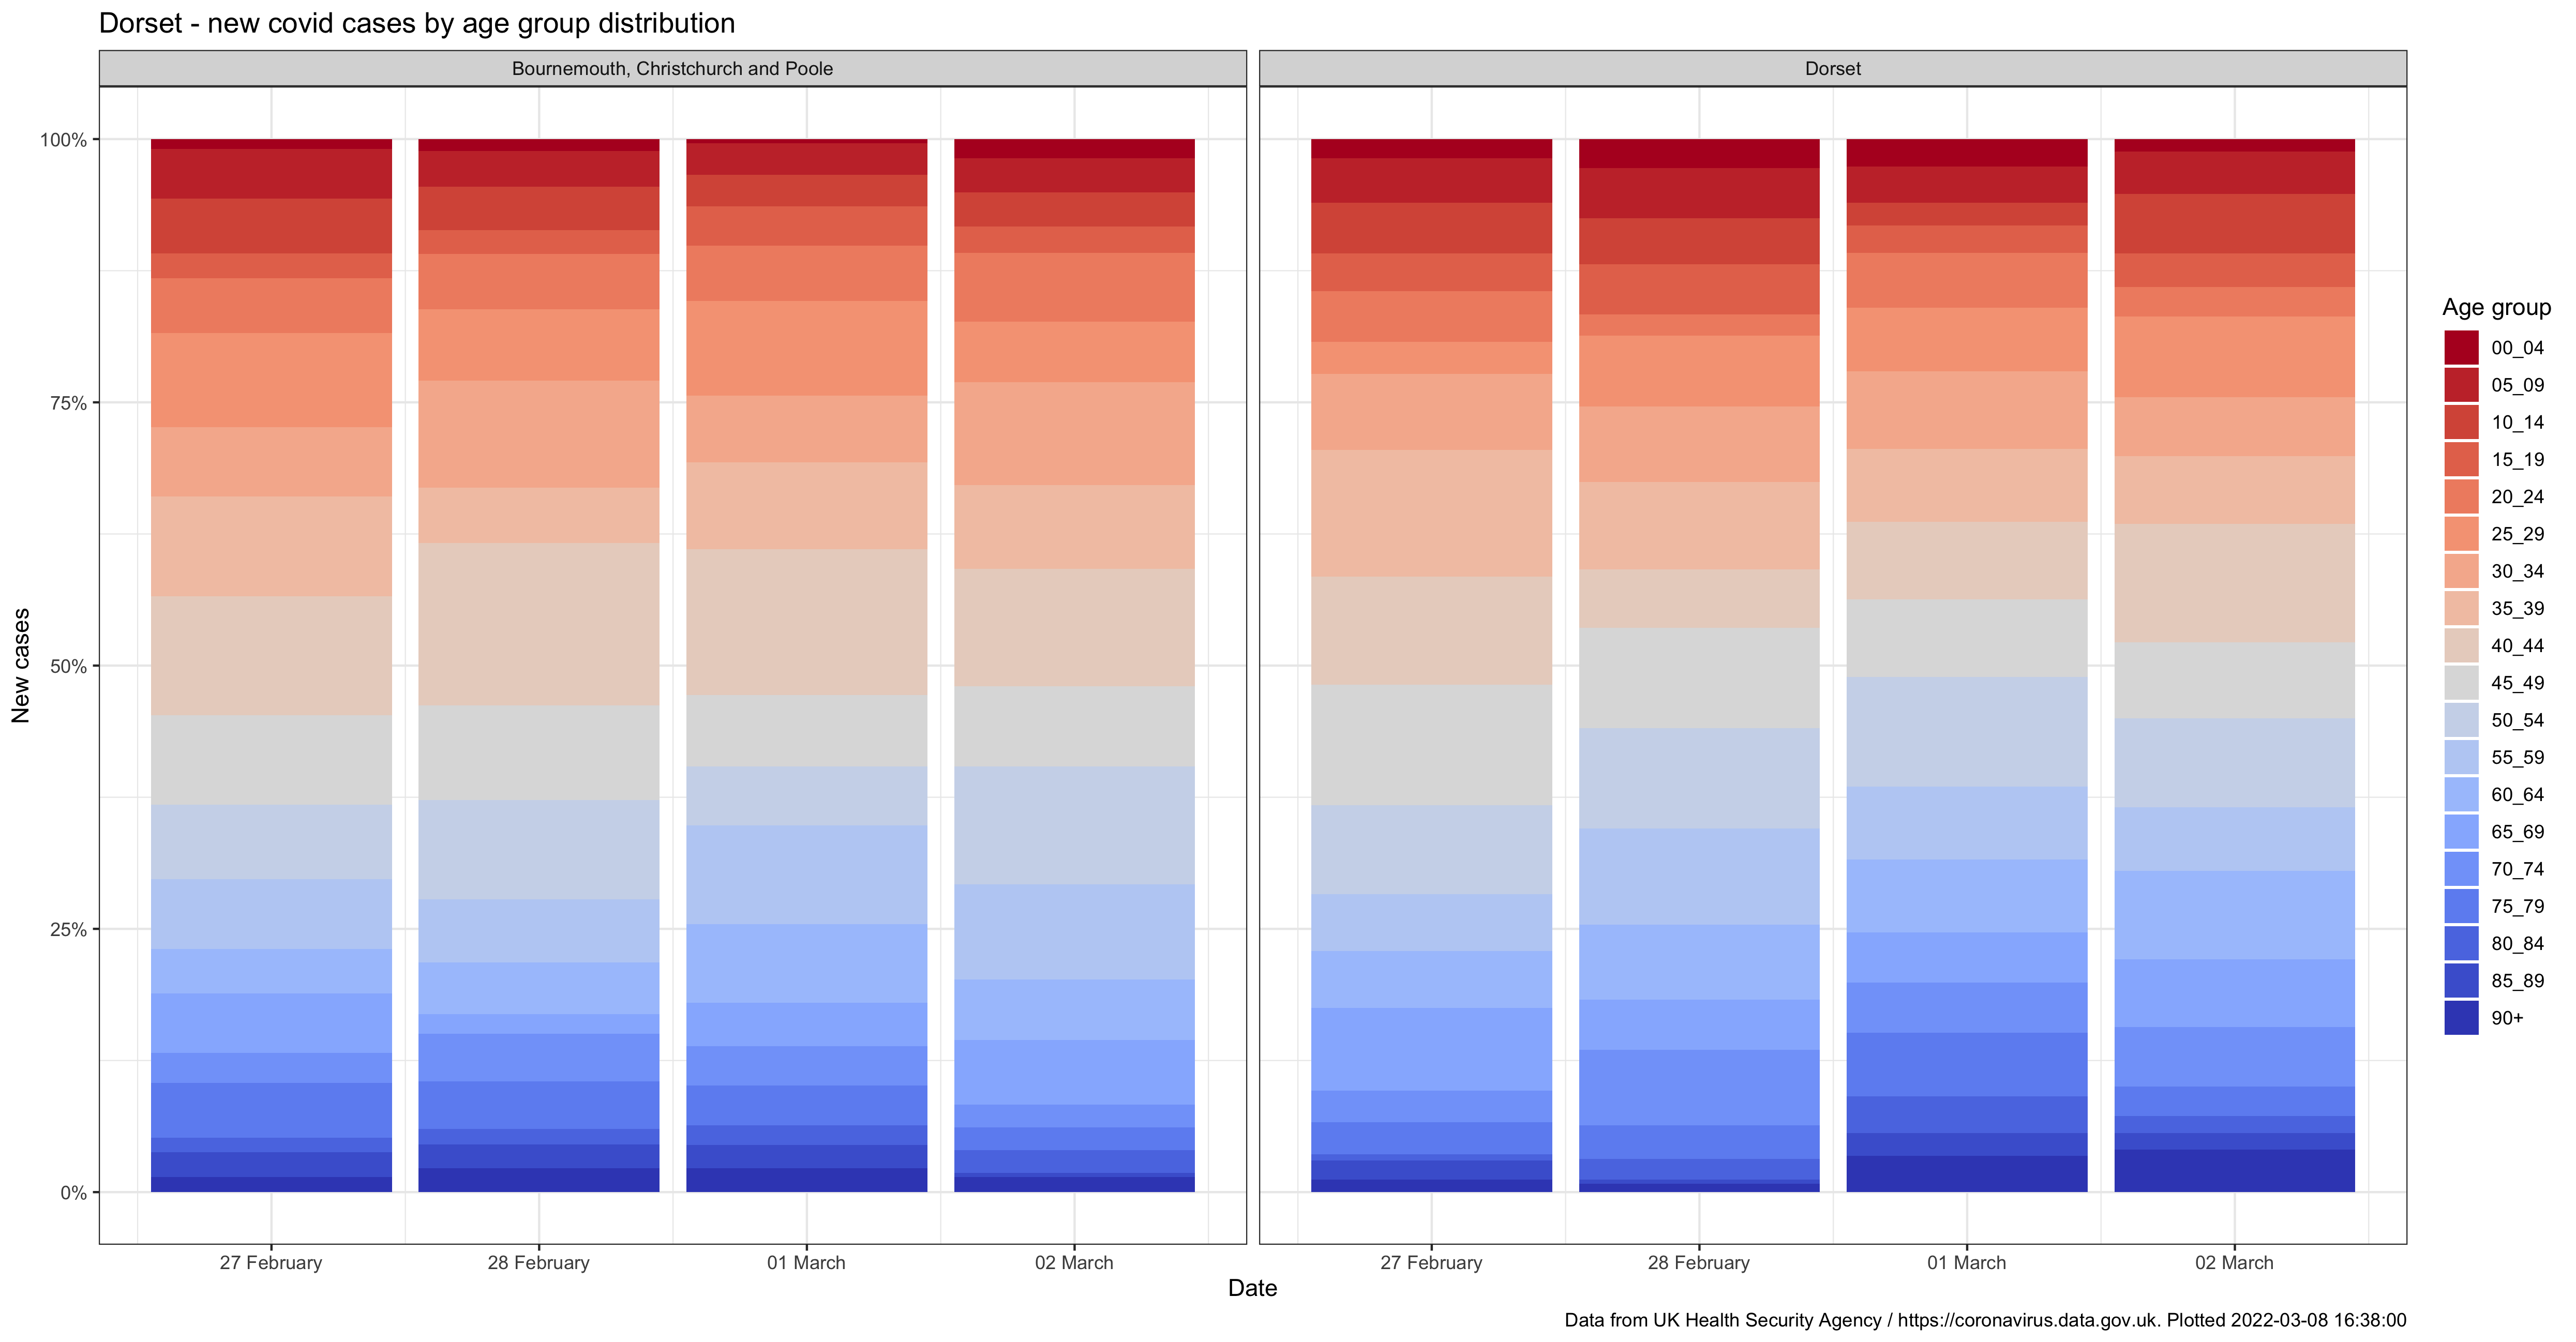 Dorset - new covid cases by age group distribution
Bournemouth, Christchurch and Poole
Dorset
100%
75%
50%
25%
0%
New cases
27 February
28 February
01 March
02 March
27 February
28 February
01 March
02 March
Date
Age group
00_04
05_09
10_14
15_19
20_24
25_29
30_34
35_39
40_44
45_49
50_54
55_59
60_64
65_69
70_74
75_79
80_84
85_89
90+
Data from UK Health Security Agency / https://coronavirus.data.gov.uk. Plotted 2022-03-08 16:38:00